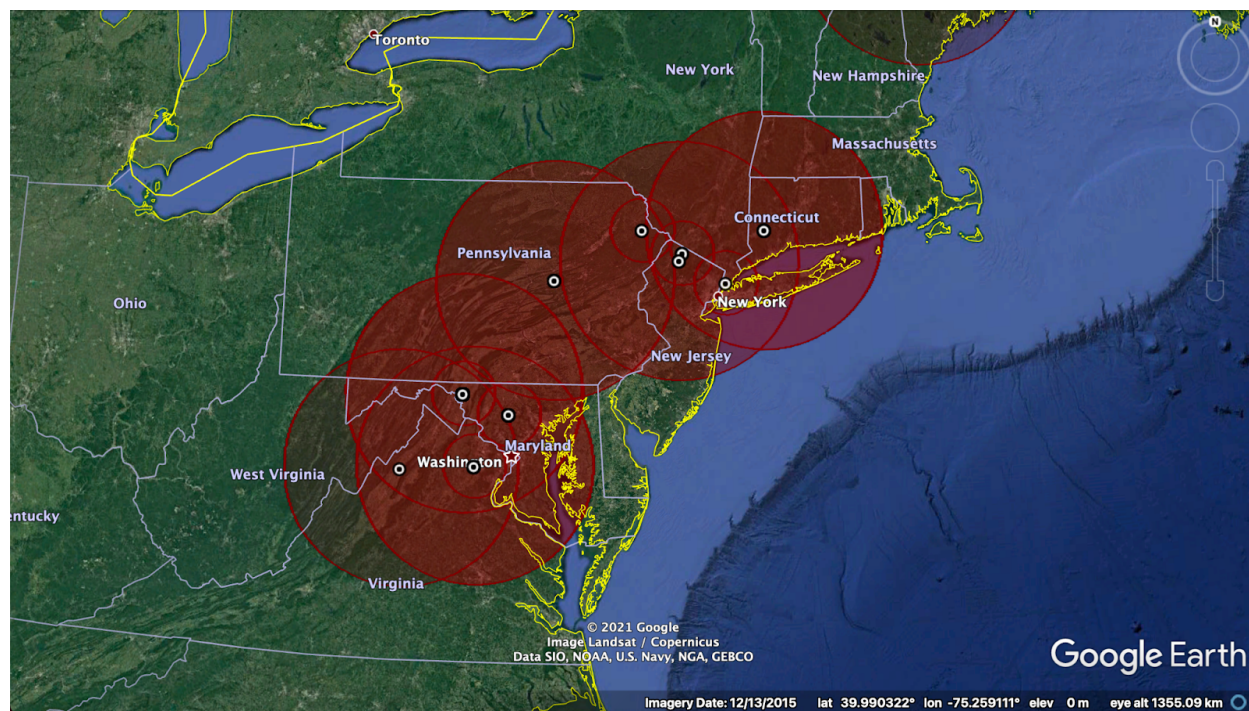 Toronto
N
New York
New Hampshire
Massachusetts
Connecticut
Pennsylvania
Ohio
New York
New Jersey
Maryland
Washington
West Virginia
entucky
Virginia
© 2021 Google
Image Landsat / Copernicus
Data SIO, NOAA, U.S. Navy, NGA, GEBCO
Google Earth
Imagery Date: 12/13/2015 lat 39.990322° lon -75.259111° elev 0 m eye alt 1355.09 km